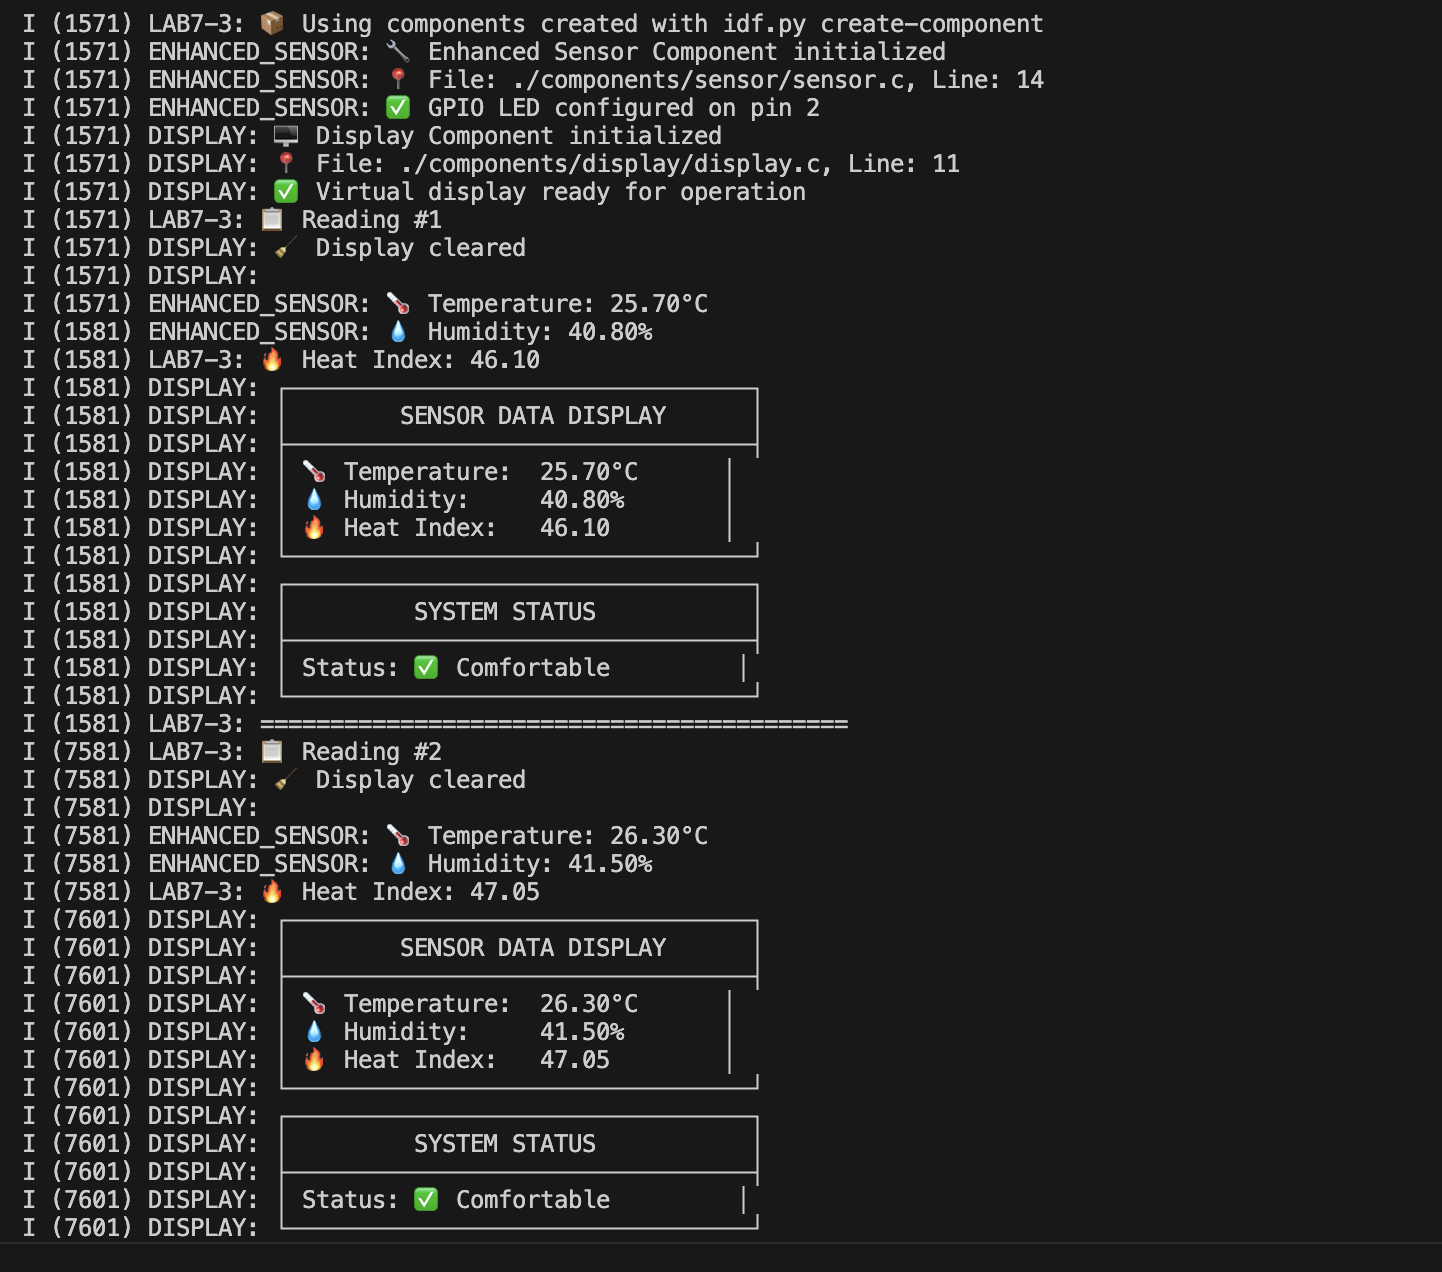 I (1571) LAB7-3: 📦 Using components created with idf.py create-component
I (1571) ENHANCED_SENSOR: 🔧 Enhanced Sensor Component initialized
I (1571) ENHANCED_SENSOR: 📍 File: ./components/sensor/sensor.c, Line: 14
I (1571) ENHANCED_SENSOR: ✅ GPIO LED configured on pin 2
I (1571) DISPLAY: 🖥️ Display Component initialized
I (1571) DISPLAY: 📍 File: ./components/display/display.c, Line: 11
I (1571) DISPLAY: ✅ Virtual display ready for operation
I (1571) LAB7-3: 📋 Reading #1
I (1571) DISPLAY: 🧹 Display cleared
I (1571) DISPLAY:
I (1571) ENHANCED_SENSOR: 🌡️ Temperature: 25.70°C
I (1581) ENHANCED_SENSOR: 💧 Humidity: 40.80%
I (1581) LAB7-3: 🔥 Heat Index: 46.10
I (1581) DISPLAY: ┌─────────────────────────────────┐
I (1581) DISPLAY: │        SENSOR DATA DISPLAY      │
I (1581) DISPLAY: ├─────────────────────────────────┤
I (1581) DISPLAY: │ 🌡️ Temperature:  25.70°C      │
I (1581) DISPLAY: │ 💧 Humidity:     40.80%       │
I (1581) DISPLAY: │ 🔥 Heat Index:   46.10        │
I (1581) DISPLAY: └─────────────────────────────────┘
I (1581) DISPLAY: ┌─────────────────────────────────┐
I (1581) DISPLAY: │         SYSTEM STATUS           │
I (1581) DISPLAY: ├─────────────────────────────────┤
I (1581) DISPLAY: │ Status: ✅ Comfortable         │
I (1581) DISPLAY: └─────────────────────────────────┘
I (1581) LAB7-3: ==========================================
I (7581) LAB7-3: 📋 Reading #2
I (7581) DISPLAY: 🧹 Display cleared
I (7581) DISPLAY:
I (7581) ENHANCED_SENSOR: 🌡️ Temperature: 26.30°C
I (7581) ENHANCED_SENSOR: 💧 Humidity: 41.50%
I (7581) LAB7-3: 🔥 Heat Index: 47.05
I (7601) DISPLAY: ┌─────────────────────────────────┐
I (7601) DISPLAY: │        SENSOR DATA DISPLAY      │
I (7601) DISPLAY: ├─────────────────────────────────┤
I (7601) DISPLAY: │ 🌡️ Temperature:  26.30°C      │
I (7601) DISPLAY: │ 💧 Humidity:     41.50%       │
I (7601) DISPLAY: │ 🔥 Heat Index:   47.05        │
I (7601) DISPLAY: └─────────────────────────────────┘
I (7601) DISPLAY: ┌─────────────────────────────────┐
I (7601) DISPLAY: │         SYSTEM STATUS           │
I (7601) DISPLAY: ├─────────────────────────────────┤
I (7601) DISPLAY: │ Status: ✅ Comfortable         │
I (7601) DISPLAY: └─────────────────────────────────┘